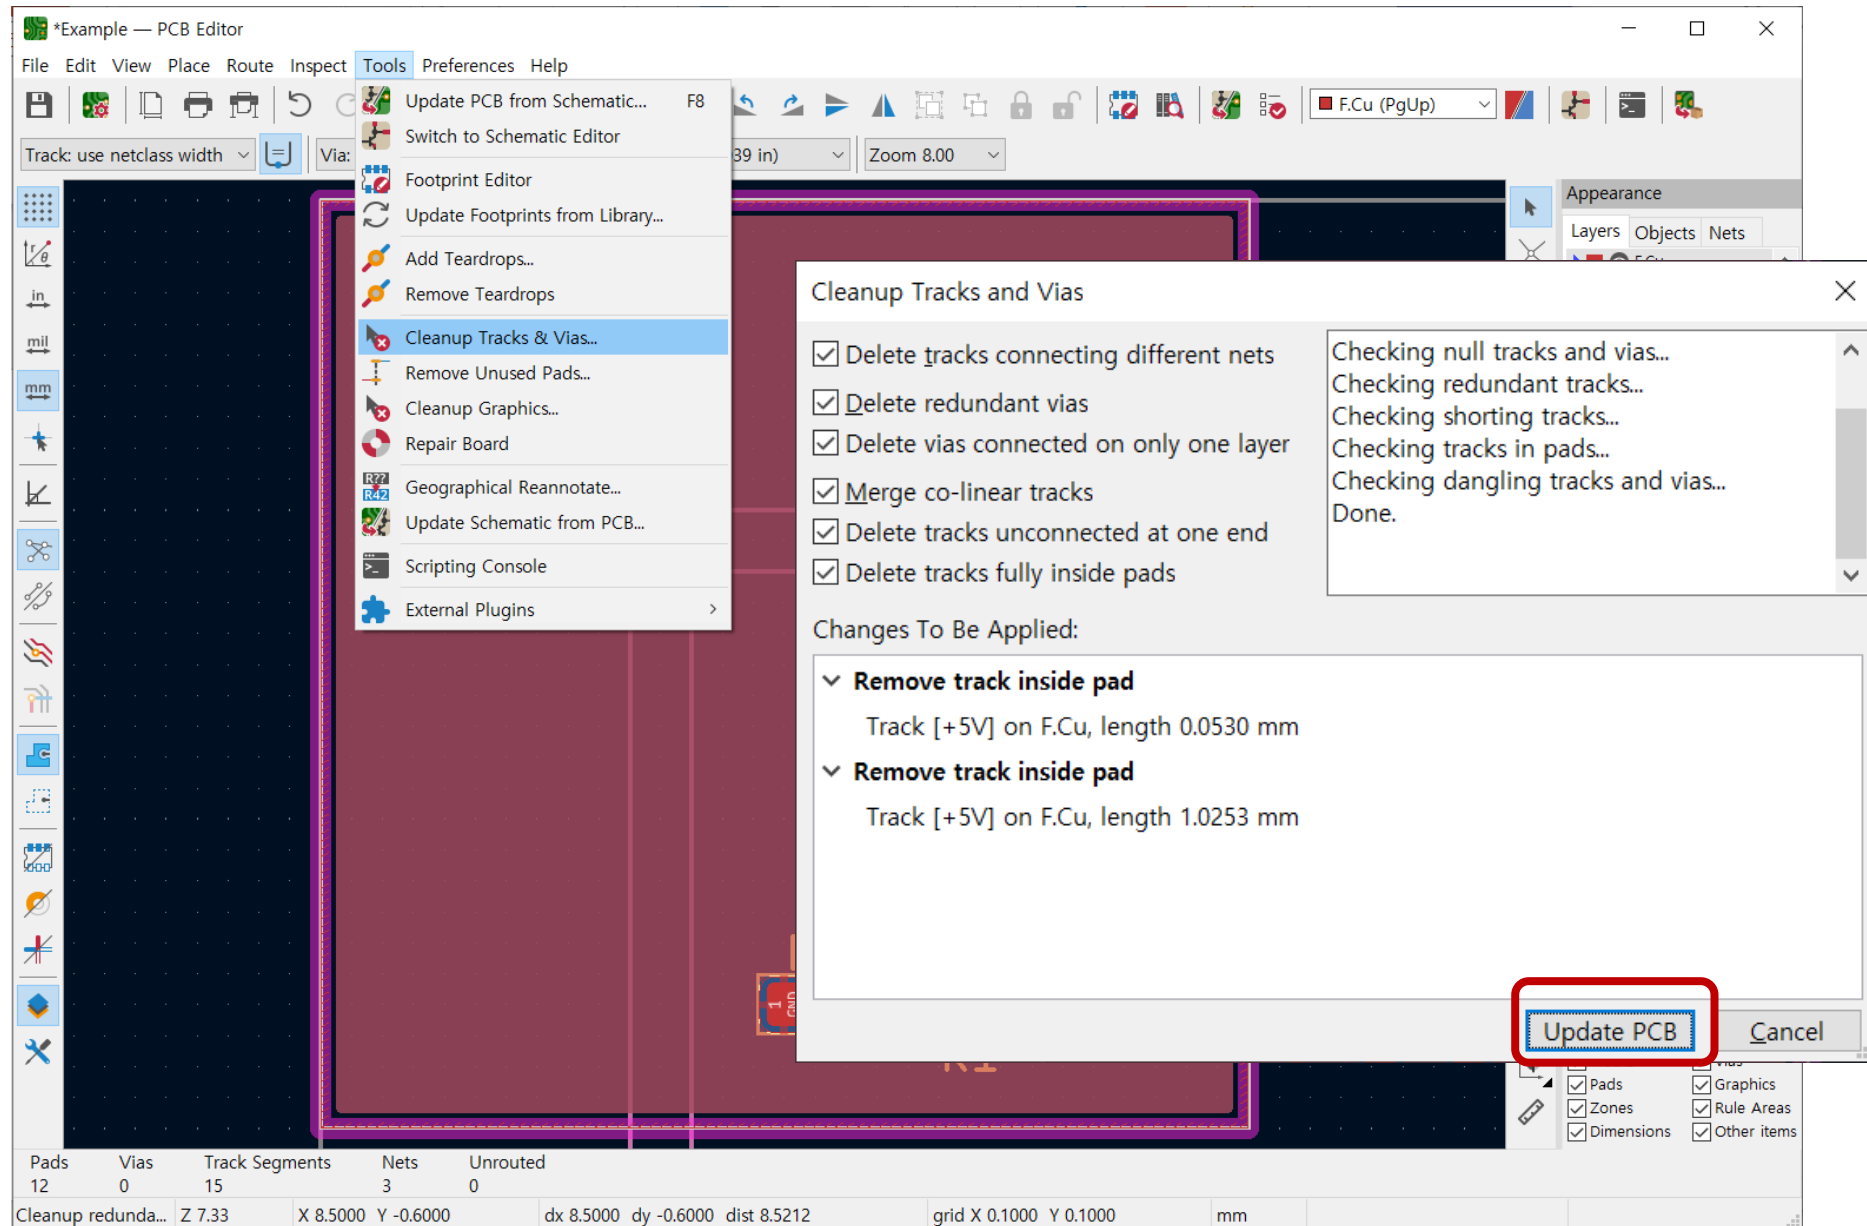 *Example — PCB Editor
File Edit View Place Route Inspect Tools Preferences Help
Update PCB from Schematic... F8
Switch to Schematic Editor
Footprint Editor
Update Footprints from Library...
Add Teardrops...
Remove Teardrops
Cleanup Tracks & Vias...
Remove Unused Pads...
Cleanup Graphics...
Repair Board
R??
R42
Geographical Reannotate...
Update Schematic from PCB...
Scripting Console
External Plugins
F.Cu (PgUp)
Track: use netclass width
Via:
39 in)
Zoom 8.00
in
mil
mm
Appearance
Layers Objects Nets
Cleanup Tracks and Vias
Delete tracks connecting different nets
Delete redundant vias
Delete vias connected on only one layer
Merge co-linear tracks
Delete tracks unconnected at one end
Delete tracks fully inside pads
Checking null tracks and vias...
Checking redundant tracks...
Checking shorting tracks...
Checking tracks in pads...
Checking dangling tracks and vias...
Done.
Changes To Be Applied:
Remove track inside pad
Track [+5V] on F.Cu, length 0.0530 mm
Remove track inside pad
Track [+5V] on F.Cu, length 1.0253 mm
Update PCB
Cancel
1
GND
Pads
Graphics
Zones
Rule Areas
Dimensions
Other items
Pads Vias Track Segments Nets Unrouted
12 0 15 3 0
Cleanup redunda... Z 7.33 X 8.5000 Y -0.6000 dx 8.5000 dy -0.6000 dist 8.5212 grid X 0.1000 Y 0.1000 mm